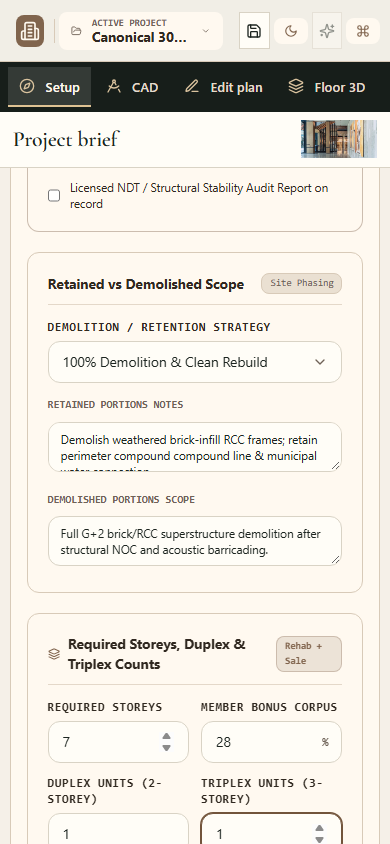 ACTIVE PROJECT
Canonical 30...
Setup
CAD
Edit plan
Floor 3D
Project brief
Licensed NDT / Structural Stability Audit Report on
record
Retained vs Demolished Scope
Site Phasing
DEMOLITION / RETENTION STRATEGY
100% Demolition & Clean Rebuild
RETAINED PORTIONS NOTES
Demolish weathered brick-infill RCC frames; retain
perimeter compound compound line & municipal
water connection
DEMOLISHED PORTIONS SCOPE
Full G+2 brick/RCC superstructure demolition after
structural NOC and acoustic barricading.
Required Storeys, Duplex &
Triplex Counts
Rehab +
Sale
REQUIRED STOREYS
MEMBER BONUS CORPUS
7
28
%
DUPLEX UNITS (2-
STOREY)
TRIPLEX UNITS (3-
STOREY)
1
1